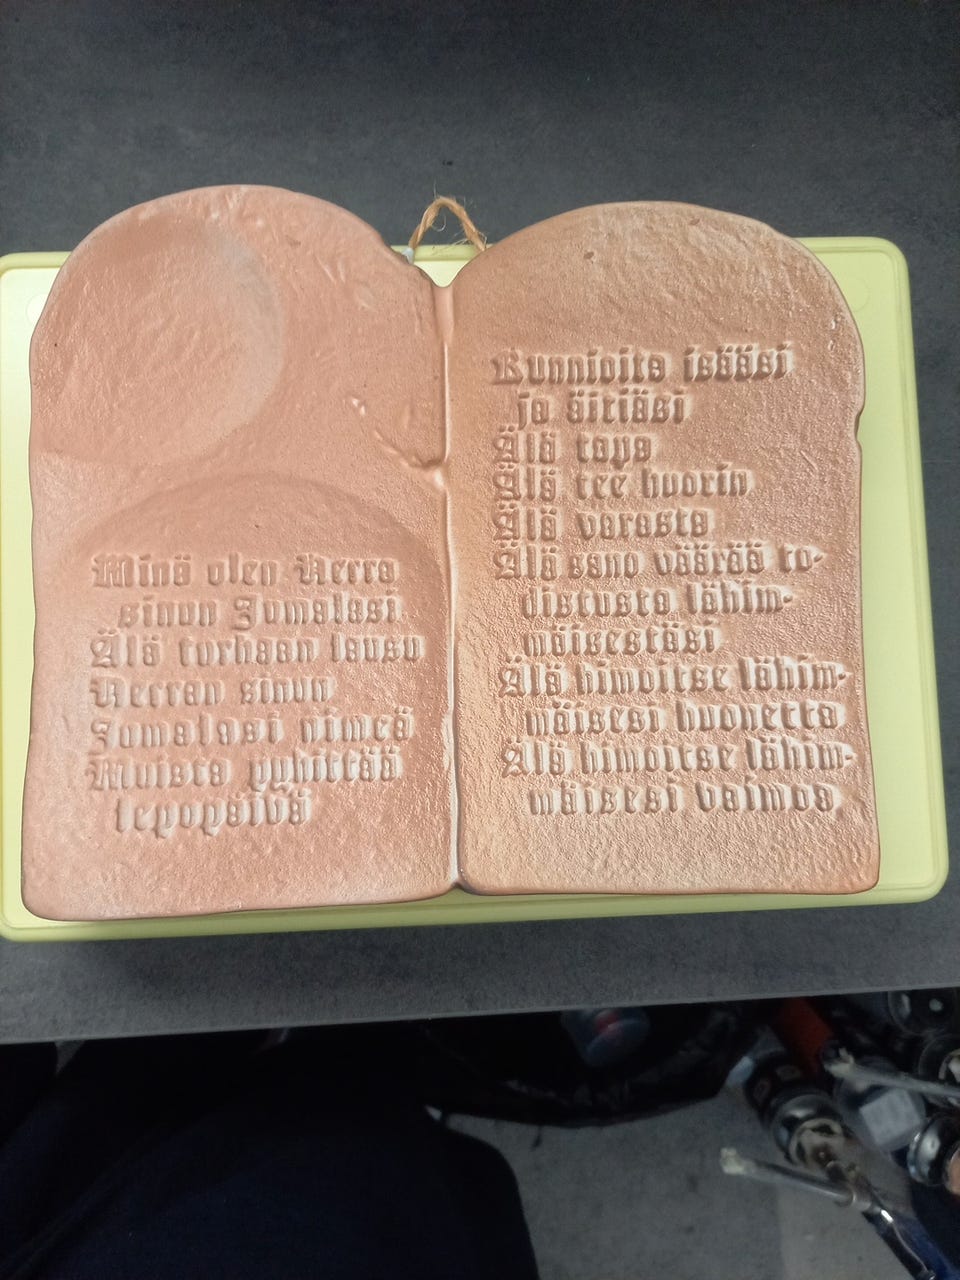 Minä olen Herra
sinun Jumalasi
Älä turhaan lausu
Herran sinun
Jumalasi nimeä
Muista pyhittää
lepopäivä
Kunnioita isääsi
ja äitiäsi
Älä tapa
Älä tee huorin
Älä varasta
Älä sano väärää to-
distusta lähim-
mäisestäsi
Älä himoitse lähim-
mäisesi huonetta
Älä himoitse lähim-
mäisesi vaimoa